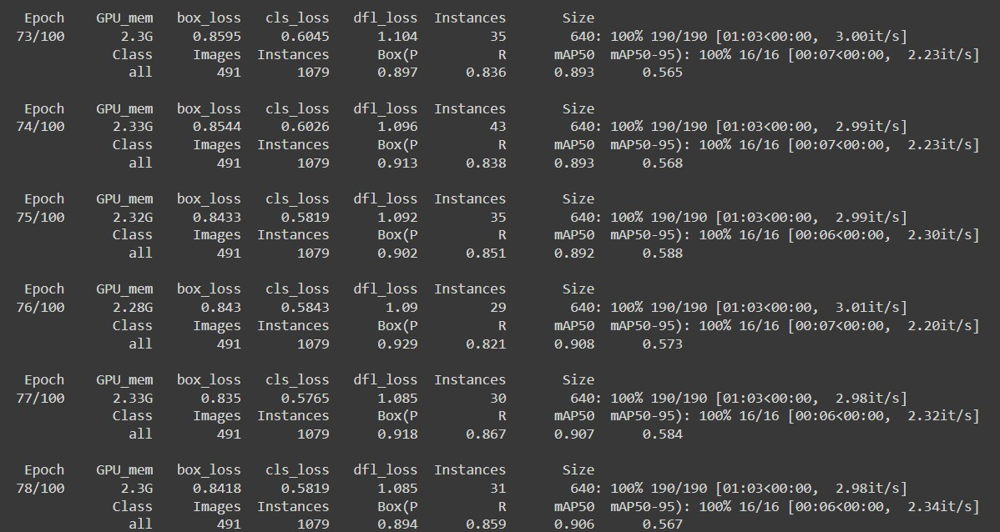 Epoch GPU_mem box_loss cls_loss dfl_loss Instances Size
73/100 2.3G 0.8595 0.6045 1.104 35 640: 100% 190/190 [01:03<00:00, 3.00it/s]
Class Images Instances Box(P R mAP50 mAP50-95): 100% 16/16 [00:07<00:00, 2.23it/s]
all 491 1079 0.897 0.836 0.893 0.565
Epoch GPU_mem box_loss cls_loss dfl_loss Instances Size
74/100 2.33G 0.8544 0.6026 1.096 43 640: 100% 190/190 [01:03<00:00, 2.99it/s]
Class Images Instances Box(P R mAP50 mAP50-95): 100% 16/16 [00:07<00:00, 2.23it/s]
all 491 1079 0.913 0.838 0.893 0.568
Epoch GPU_mem box_loss cls_loss dfl_loss Instances Size
75/100 2.32G 0.8433 0.5819 1.092 35 640: 100% 190/190 [01:03<00:00, 2.99it/s]
Class Images Instances Box(P R mAP50 mAP50-95): 100% 16/16 [00:06<00:00, 2.30it/s]
all 491 1079 0.902 0.851 0.892 0.588
Epoch GPU_mem box_loss cls_loss dfl_loss Instances Size
76/100 2.28G 0.843 0.5843 1.09 29 640: 100% 190/190 [01:03<00:00, 3.01it/s]
Class Images Instances Box(P R mAP50 mAP50-95): 100% 16/16 [00:07<00:00, 2.20it/s]
all 491 1079 0.929 0.821 0.908 0.573
Epoch GPU_mem box_loss cls_loss dfl_loss Instances Size
77/100 2.33G 0.835 0.5765 1.085 30 640: 100% 190/190 [01:03<00:00, 2.98it/s]
Class Images Instances Box(P R mAP50 mAP50-95): 100% 16/16 [00:06<00:00, 2.32it/s]
all 491 1079 0.918 0.867 0.907 0.584
Epoch GPU_mem box_loss cls_loss dfl_loss Instances Size
78/100 2.3G 0.8418 0.5819 1.085 31 640: 100% 190/190 [01:03<00:00, 2.98it/s]
Class Images Instances Box(P R mAP50 mAP50-95): 100% 16/16 [00:06<00:00, 2.34it/s]
all 491 1079 0.894 0.859 0.906 0.567